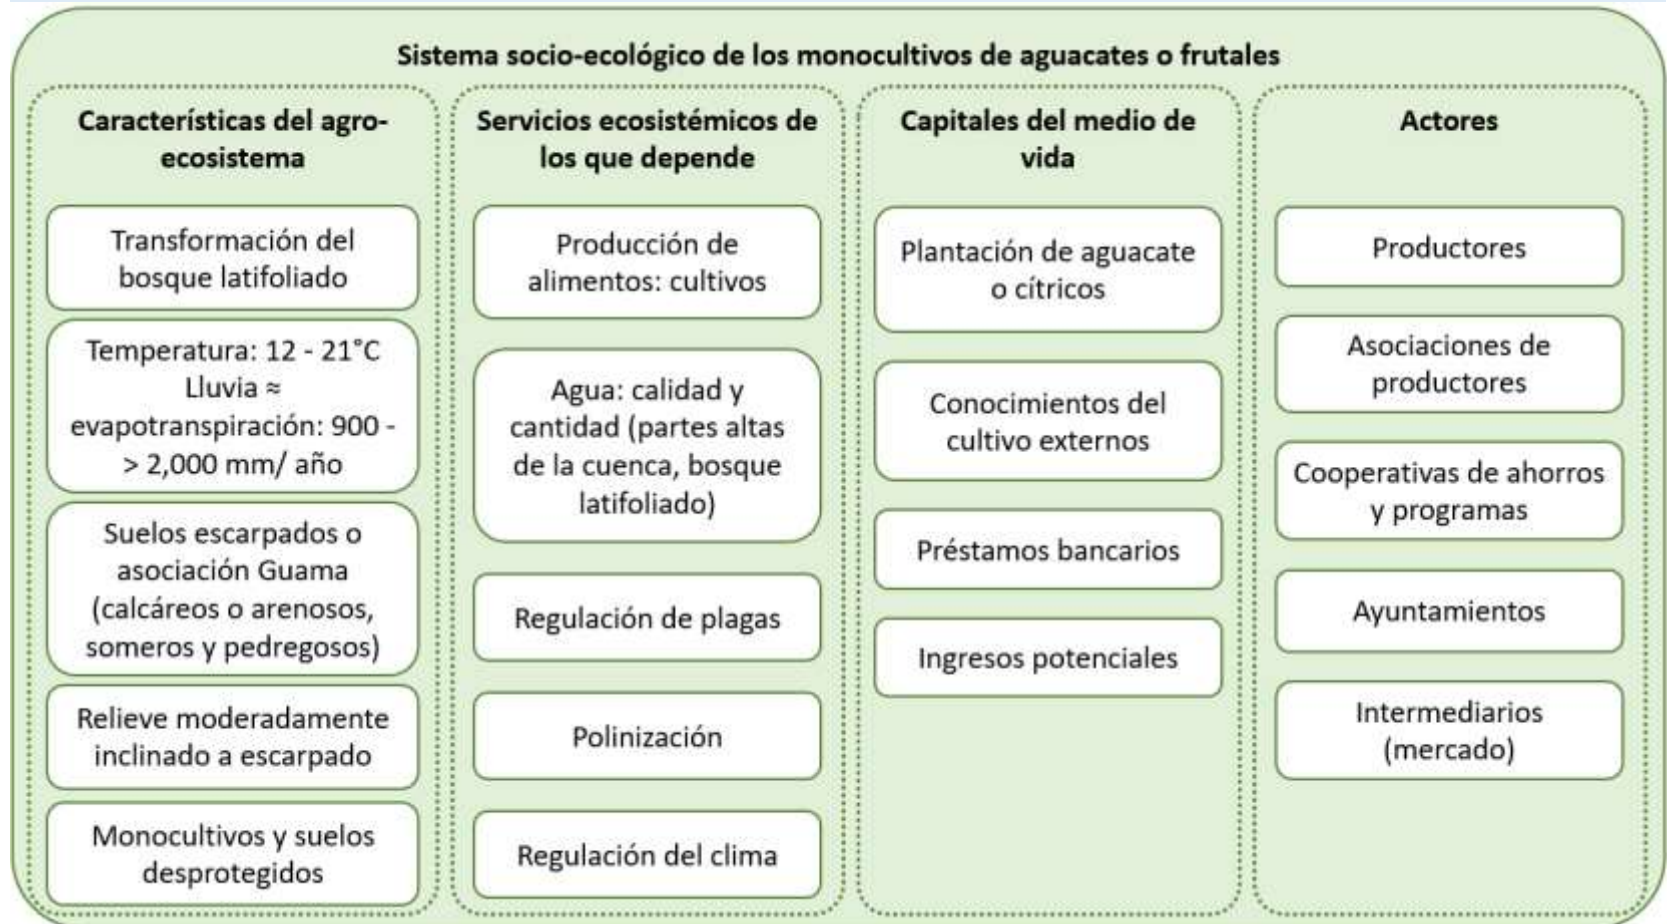 Sistema socio-ecológico de los monocultivos de aguacates o frutales
Características del agro-
ecosistema
Transformación del
bosque latifoliado
Temperatura: 12 - 21°C
Lluvia ≈
evapotranspiración: 900 -
> 2,000 mm/ año
Suelos escarpados o
asociación Guama
(calcáreos o arenosos,
someros y pedregosos)
Relieve moderadamente
inclinado a escarpado
Monocultivos y suelos
desprotegidos
Servicios ecosistémicos de
los que depende
Producción de
alimentos: cultivos
Agua: calidad y
cantidad (partes altas
de la cuenca, bosque
latifoliado)
Regulación de plagas
Polinización
Regulación del clima
Capitales del medio de
vida
Plantación de aguacate
o cítricos
Conocimientos del
cultivo externos
Préstamos bancarios
Ingresos potenciales
Actores
Productores
Asociaciones de
productores
Cooperativas de ahorros
y programas
Ayuntamientos
Intermediarios
(mercado)